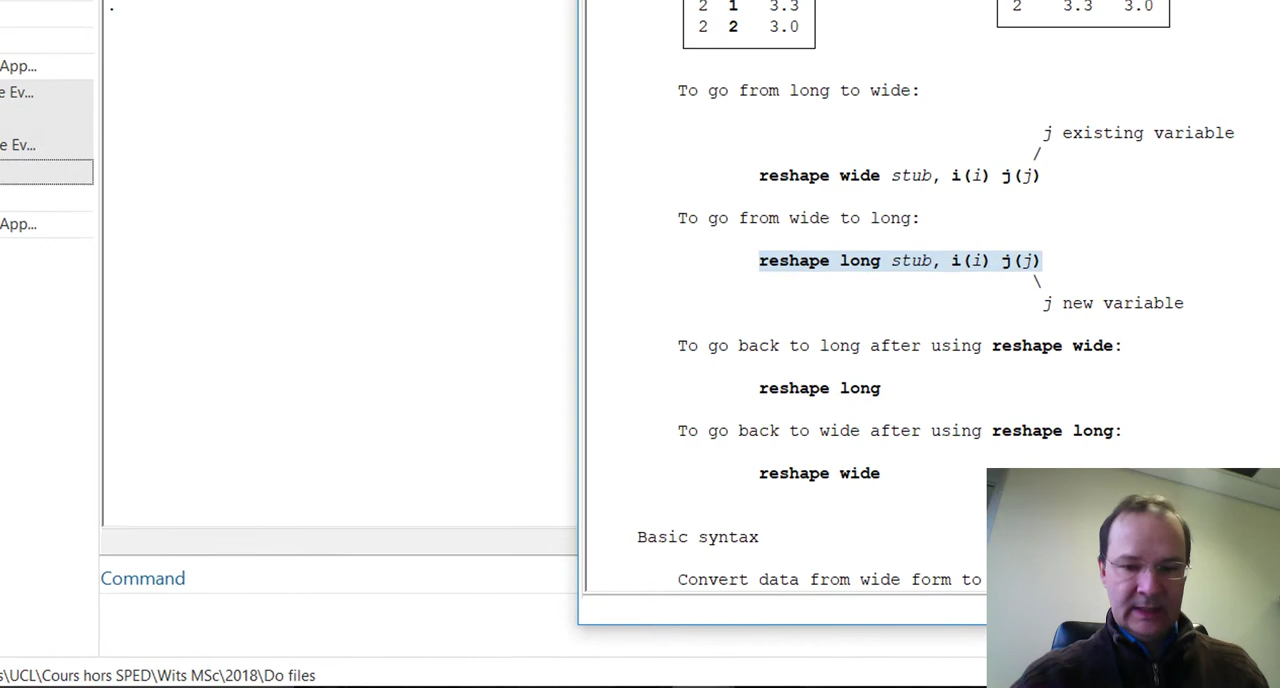 .
App...
e Ev...
e Ev...
App...
2 1 3.3
2 2 3.0
2 3.3 3.0
To go from long to wide:
j existing variable
/
reshape wide stub, i(i) j(j)
To go from wide to long:
reshape long stub, i(i) j(j)
\
j new variable
To go back to long after using reshape wide:
reshape long
To go back to wide after using reshape long:
reshape wide
Basic syntax
Convert data from wide form to
Command
s\UCL\Cours hors SPED\Wits MSc\2018\Do files